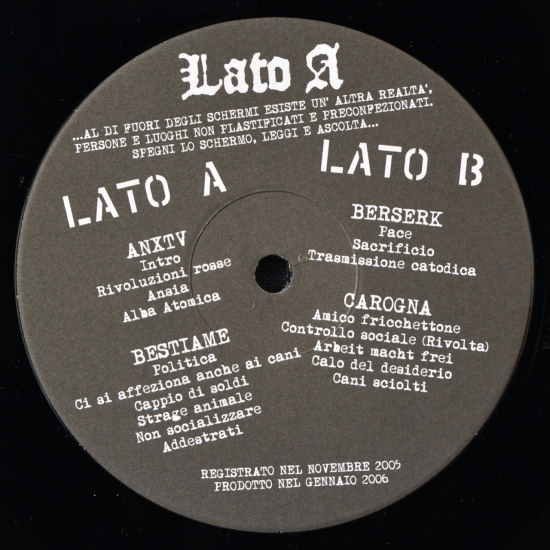 Lato A
...AL DI FUORI DEGLI SCHERMI ESISTE UN' ALTRA REALTA',
PERSONE E LUOGHI NON PLASTIFICATI E PRECONFEZIONATI.
SPEGNI LO SCHERMO, LEGGI E ASCOLTA...
LATO A
ANXTV
Intro
Rivoluzioni rosse
Ansia
Alba Atomica
BESTIAME
Politica
Ci si affeziona anche ai cani
Cappio di soldi
Strage animale
Non socializzare
Addestrati
LATO B
BERSERK
Pace
Sacrificio
Trasmissione catodica
CAROGNA
Amico fricchettone
Controllo sociale (Rivolta)
Arbeit macht frei
Calo del desiderio
Cani sciolti
REGISTRATO NEL NOVEMBRE 2005
PRODOTTO NEL GENNAIO 2006